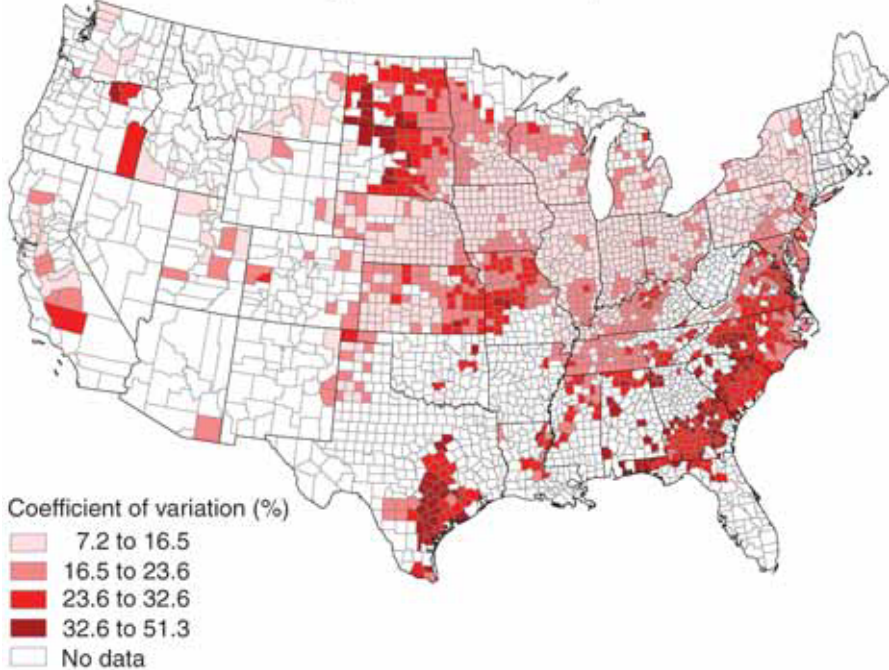 Coefficient of variation (%)
7.2 to 16.5
16.5 to 23.6
23.6 to 32.6
32.6 to 51.3
No data